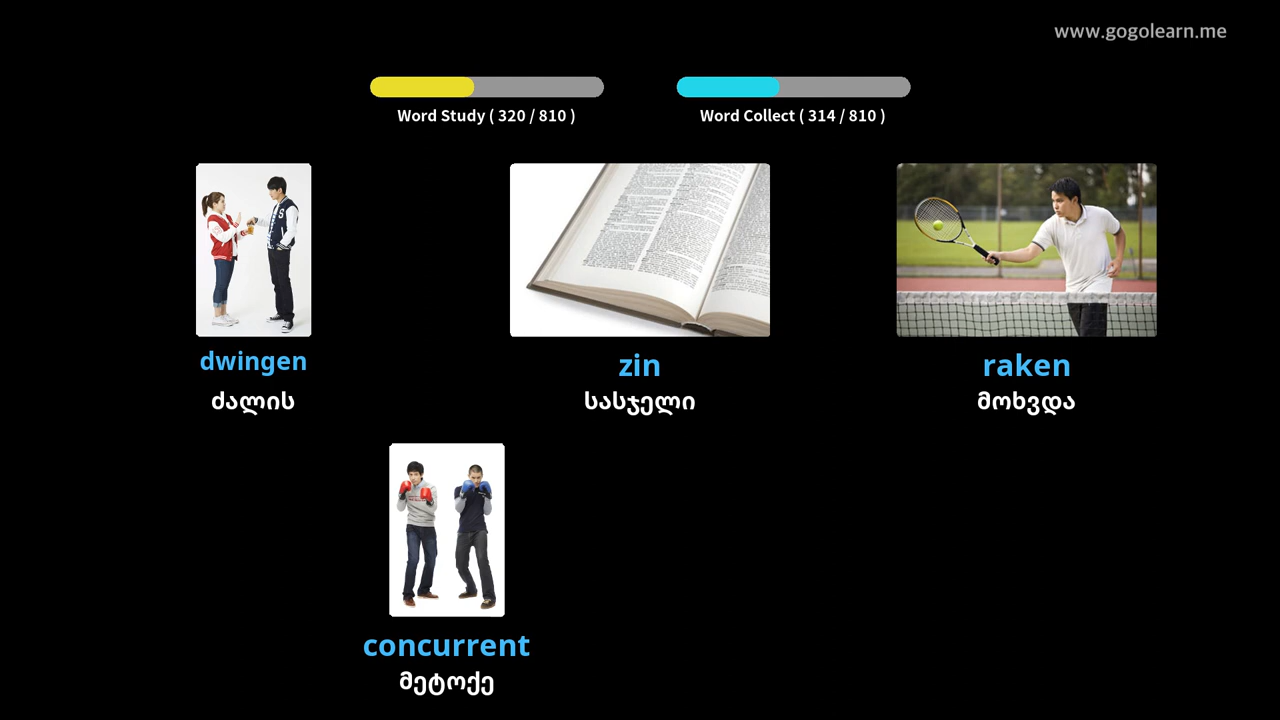 www.gogolearn.me
Word Study ( 320 / 810 )
Word Collect ( 314 / 810 )
dwingen
ძალის
zin
სასჯელი
raken
მოხვდა
concurrent
მეტოქე